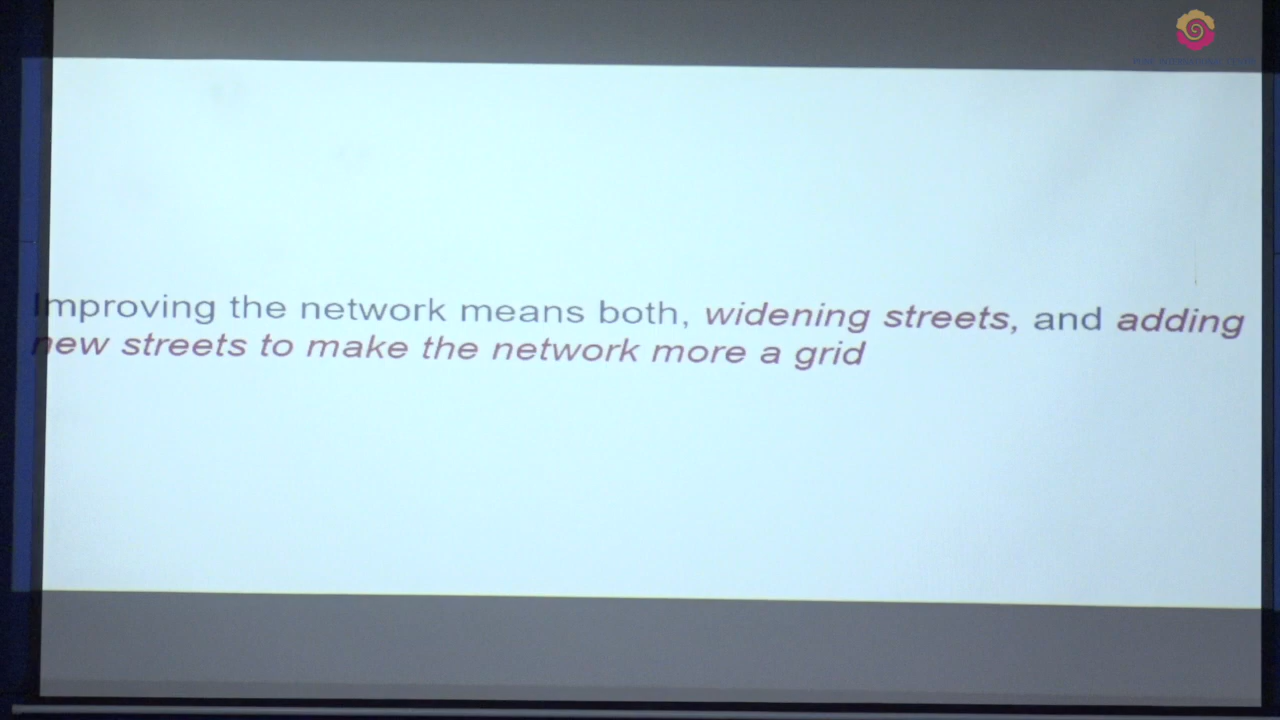 Improving the network means both, widening streets, and adding
new streets to make the network more a grid